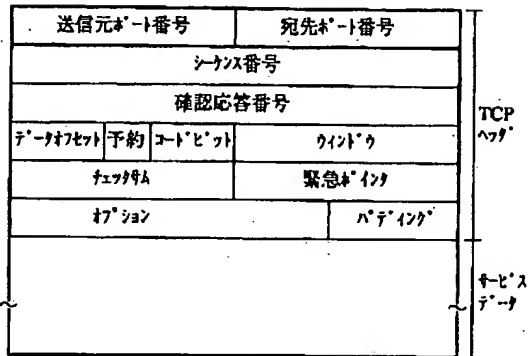 送信元ﾎﾟｰﾄ番号 宛先ﾎﾟｰﾄ番号
ｼｰｹﾝｽ番号
確認応答番号
ﾃﾞｰﾀｵﾌｾｯﾄ 予約 ｺｰﾄﾞﾋﾞｯﾄ ｳｨﾝﾄﾞｳ
ﾁｪｯｸｻﾑ 緊急ﾎﾟｲﾝﾀ
ｵﾌﾟｼｮﾝ ﾊﾟﾃﾞｨﾝｸﾞ
TCP
ﾍｯﾀﾞ
ｻｰﾋﾞｽ
ﾃﾞｰﾀ